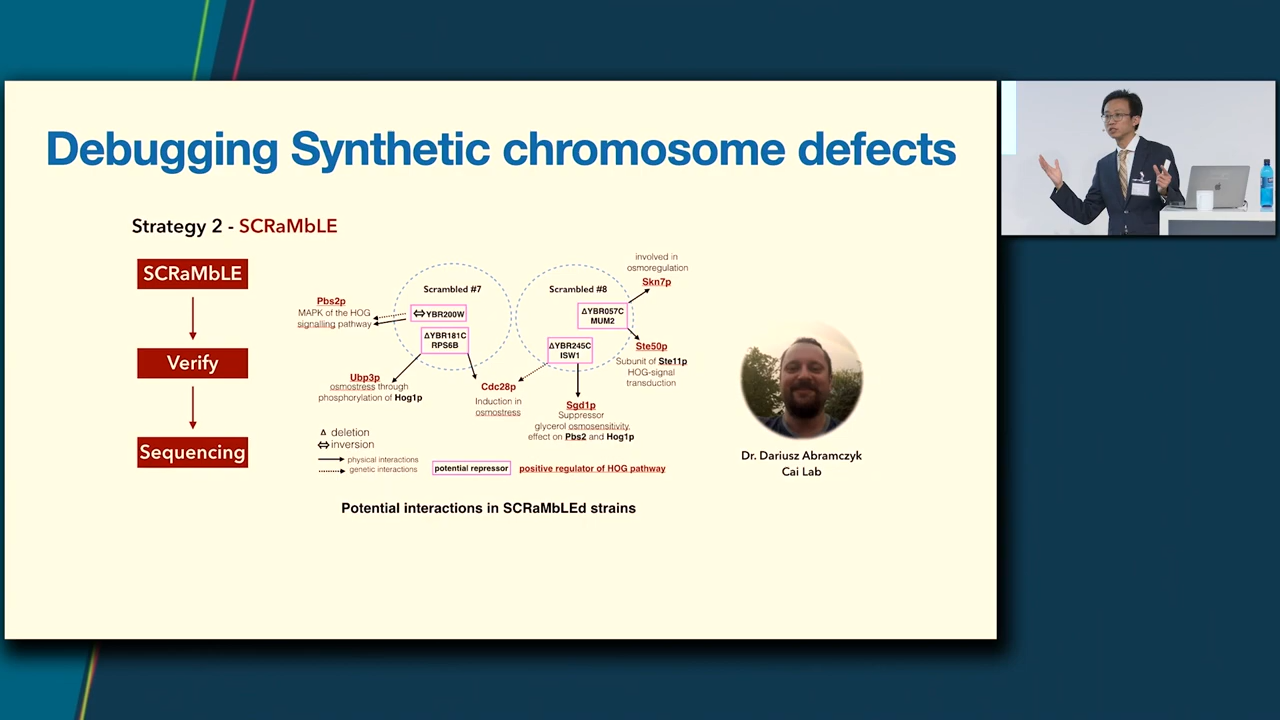 Debugging Synthetic chromosome defects
Strategy 2 - SCRaMbLE
SCRaMbLE
Verify
Sequencing
Scrambled #7
Scrambled #8
involved in
osmoregulation
Skn7p
Pbs2p
MAPK of the HOG
signalling pathway
⇔YBR200W
ΔYBR181C
RPS6B
ΔYBR057C
MUM2
ΔYBR245C
ISW1
Ste50p
Subunit of Ste11p
HOG-signal
transduction
Ubp3p
osmostress through
phosphorylation of Hog1p
Cdc28p
Induction in
osmostress
Sgd1p
Suppressor
glycerol osmosensitivity
effect on Pbs2 and Hog1p
Δ deletion
⇔inversion
physical interactions
genetic interactions
potential repressor
positive regulator of HOG pathway
Potential interactions in SCRaMbLEd strains
Dr. Dariusz Abramczyk
Cai Lab